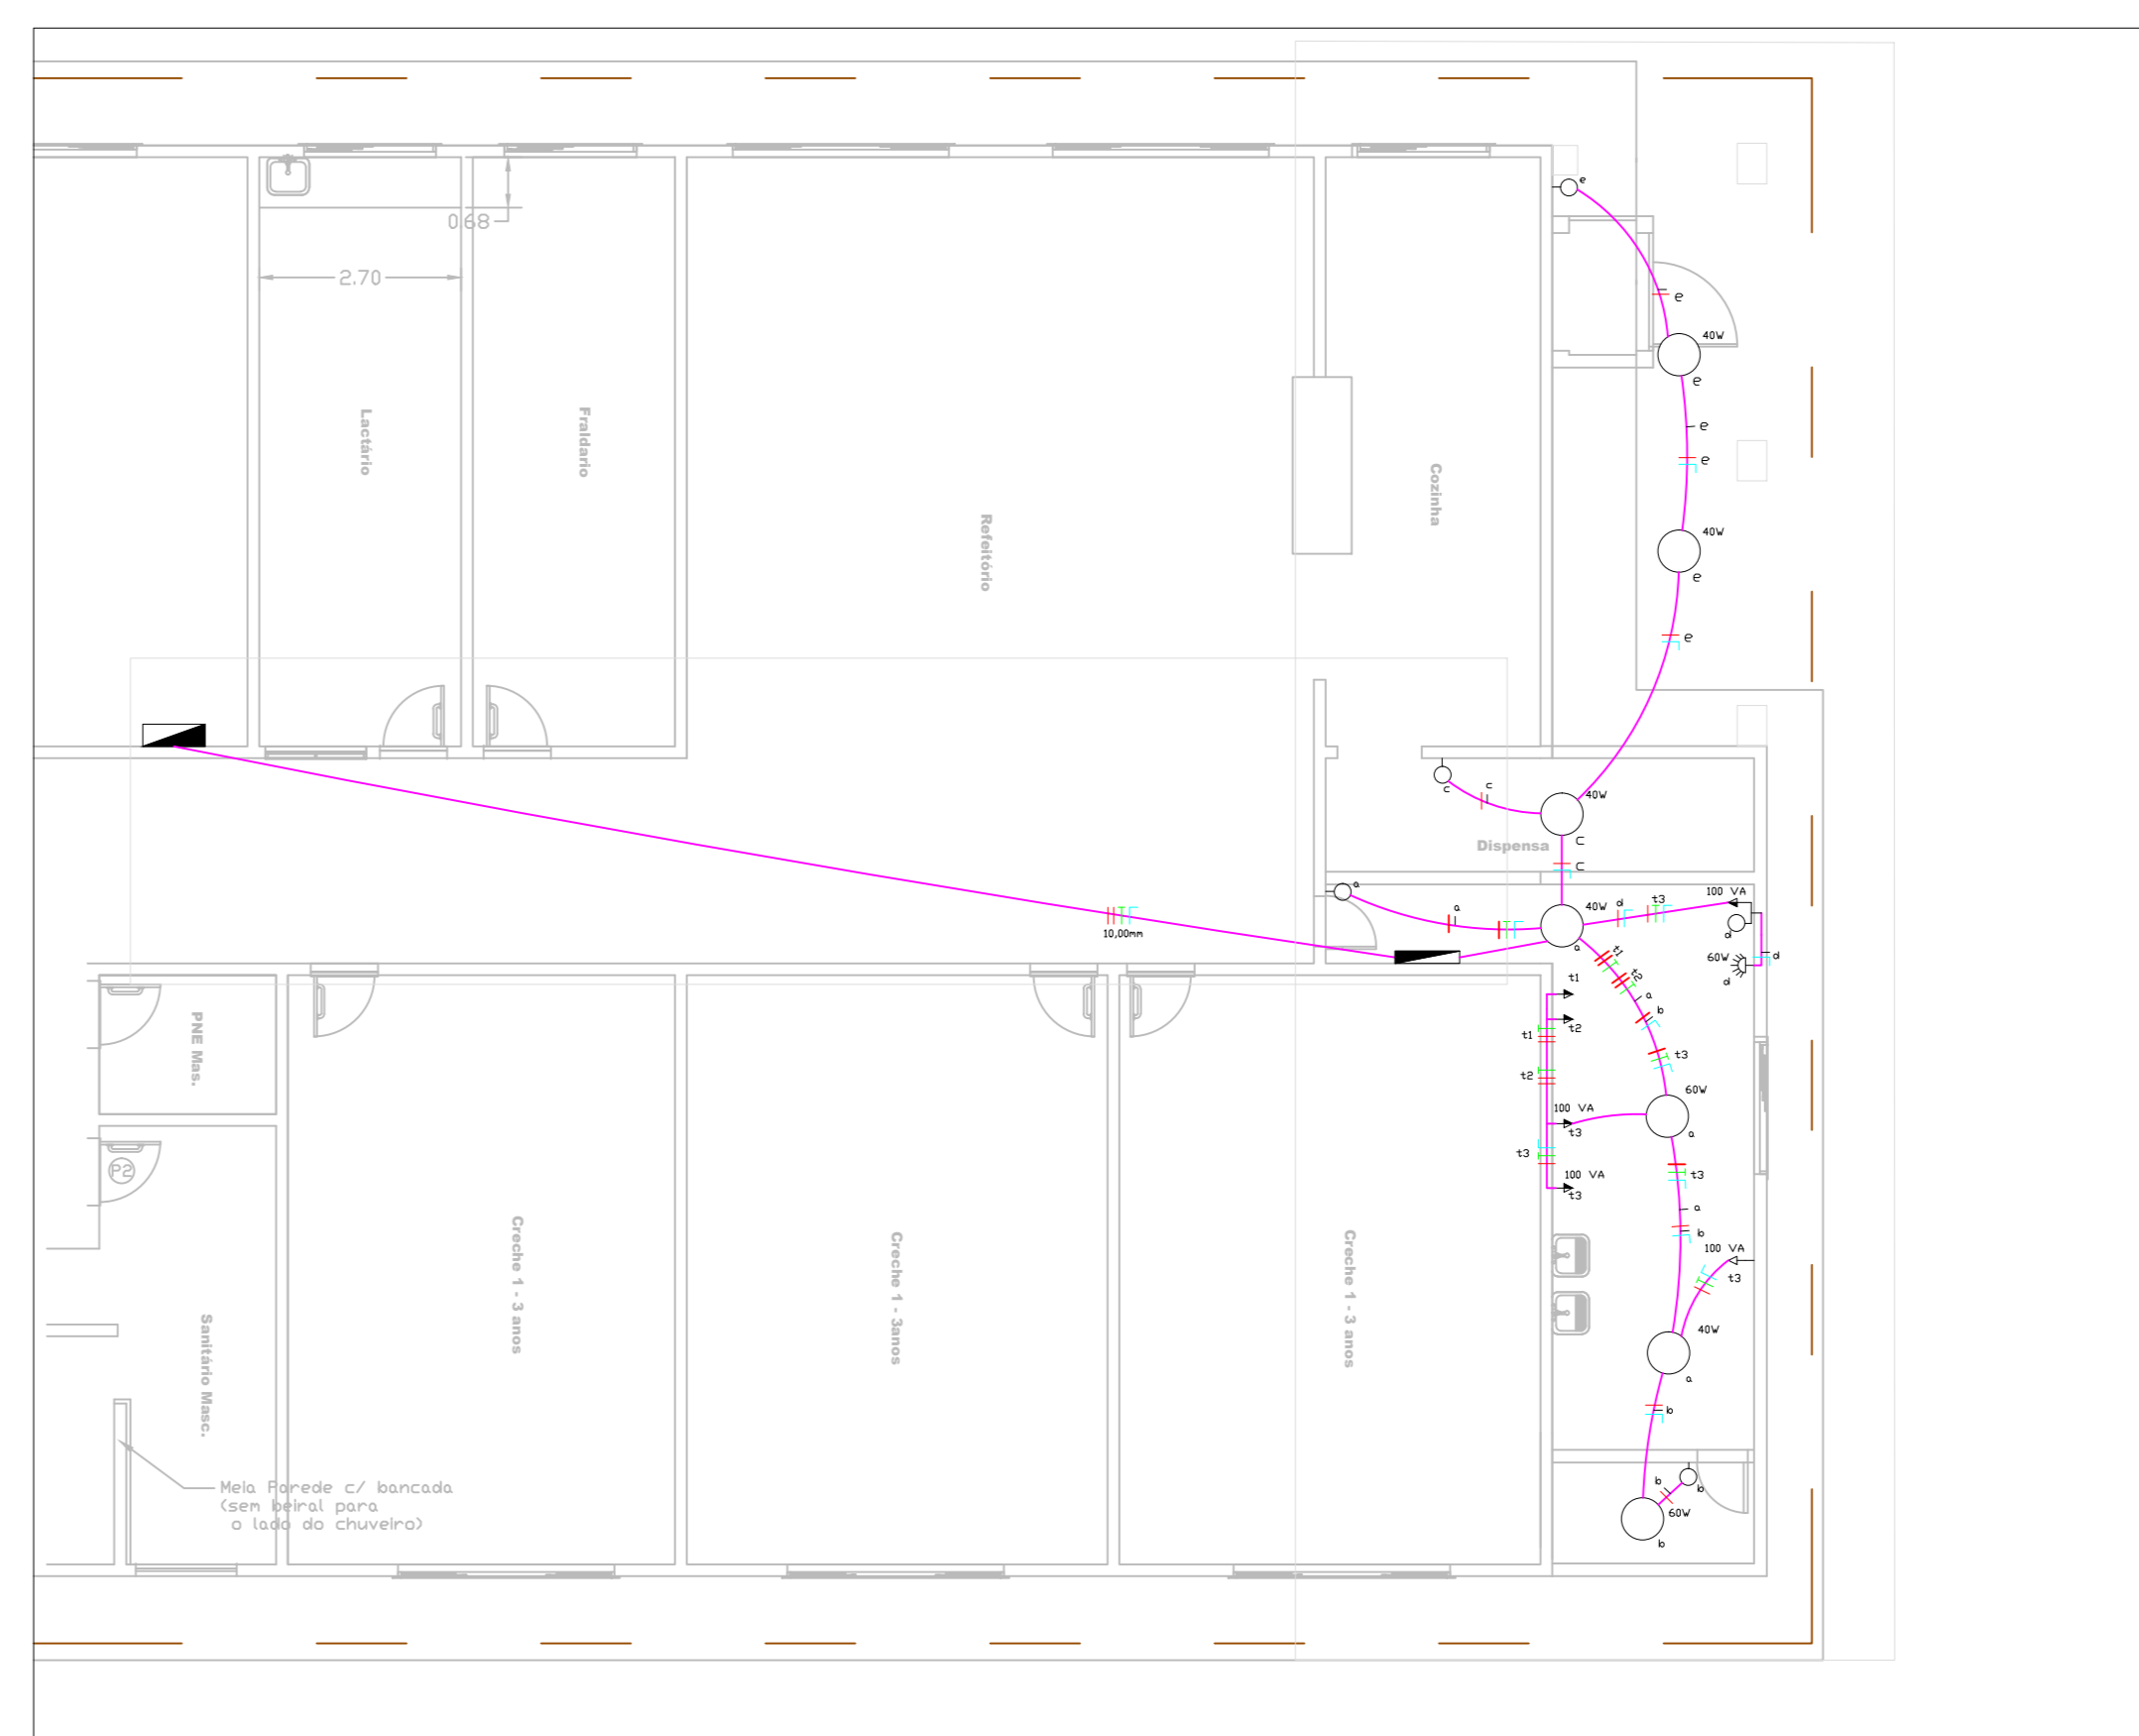 e
e
40W
e
e
e
40W
e
e
0.68
2.70
Lactário
Fraldario
Refeitório
Cozinha
c
c
40W
C
Dispensa
C
a
a
40W
a
d
t3
100 VA
d
60W
d
d
10,00mm
t1
t2
a
b
t3
t1
t2
t1
t2
100 VA
t3
t3
100 VA
t3
60W
a
t3
a
b
100 VA
t3
40W
a
b
b
b
60W
b
PNE Mas.
P2
Sanitário Masc.
Creche 1 - 3 anos
Creche 1 - 3anos
Creche 1 - 3 anos
Meia Parede c/ bancada
(sem beiral para
o lado do chuveiro)